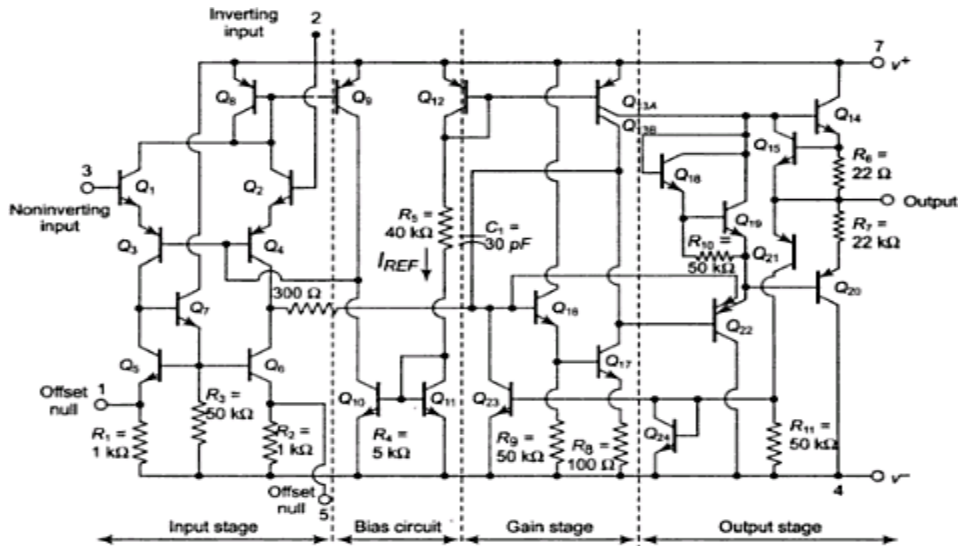 Inverting
input
2
7
v+
Q8
Q9
Q12
Q13A
Q13B
Q14
Q15
3
Q1
Q2
Q18
R6 =
22 Ω
Noninverting
input
Output
R5 =
40 kΩ
C1 =
30 pF
Q19
R7 =
22 kΩ
Q3
Q4
R10 =
50 kΩ
Q21
IREF
300 Ω
Q20
Q7
Q16
Q22
Q5
Q6
Q17
Offset
null
1
R3 =
50 kΩ
Q10
Q11
Q23
R1 =
1 kΩ
R2 =
1 kΩ
R4 =
5 kΩ
R9 =
50 kΩ
R8 =
100 Ω
Q24
R11 =
50 kΩ
Offset
null
5
4
v−
Input stage
Bias circuit
Gain stage
Output stage